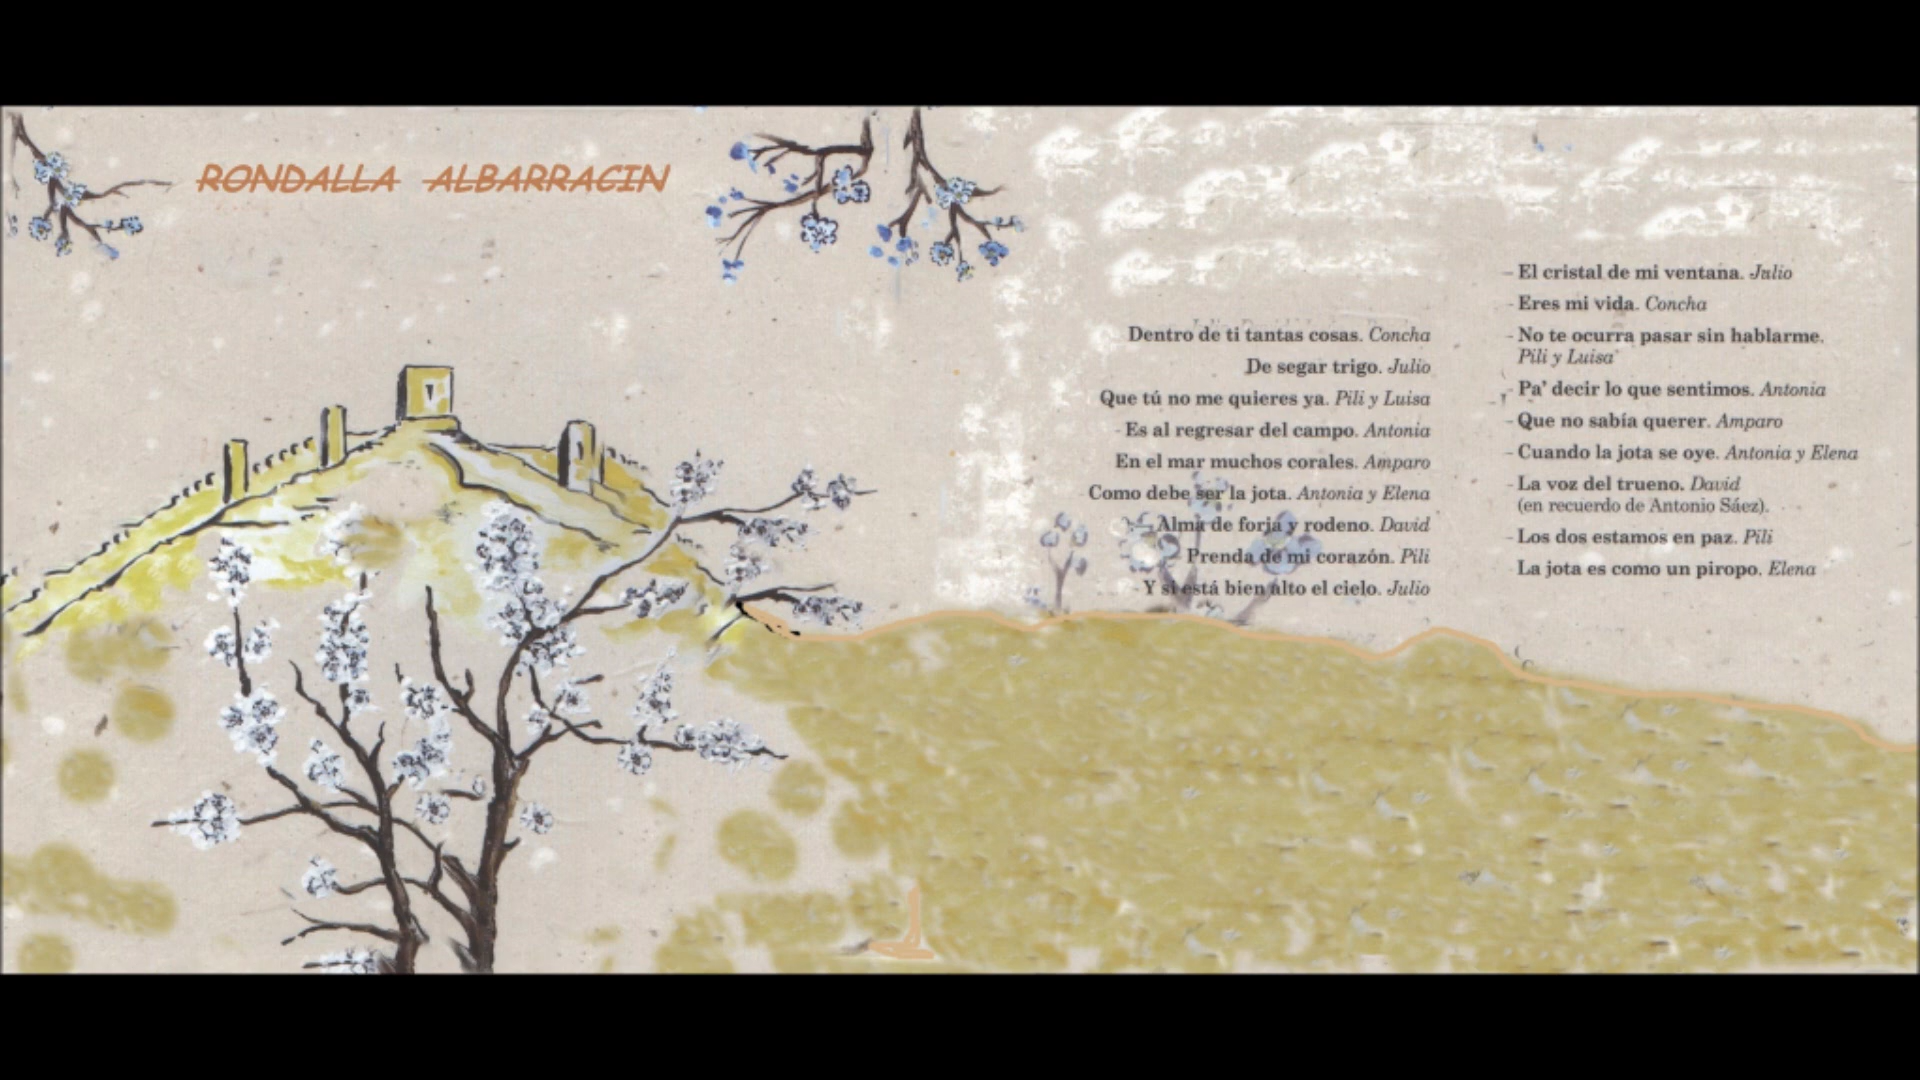 RONDALLA ALBARRACIN
Dentro de ti tantas cosas. Concha
De segar trigo. Julio
Que tú no me quieres ya. Pili y Luisa
- Es al regresar del campo. Antonia
En el mar muchos corales. Amparo
Como debe ser la jota. Antonia y Elena
Alma de forja y rodeno. David
Prenda de mi corazón. Pili
Y si está bien alto el cielo. Julio
- El cristal de mi ventana. Julio
- Eres mi vida. Concha
- No te ocurra pasar sin hablarme.
Pili y Luisa
- Pa' decir lo que sentimos. Antonia
- Que no sabía querer. Amparo
- Cuando la jota se oye. Antonia y Elena
- La voz del trueno. David
(en recuerdo de Antonio Sáez).
- Los dos estamos en paz. Pili
La jota es como un piropo. Elena